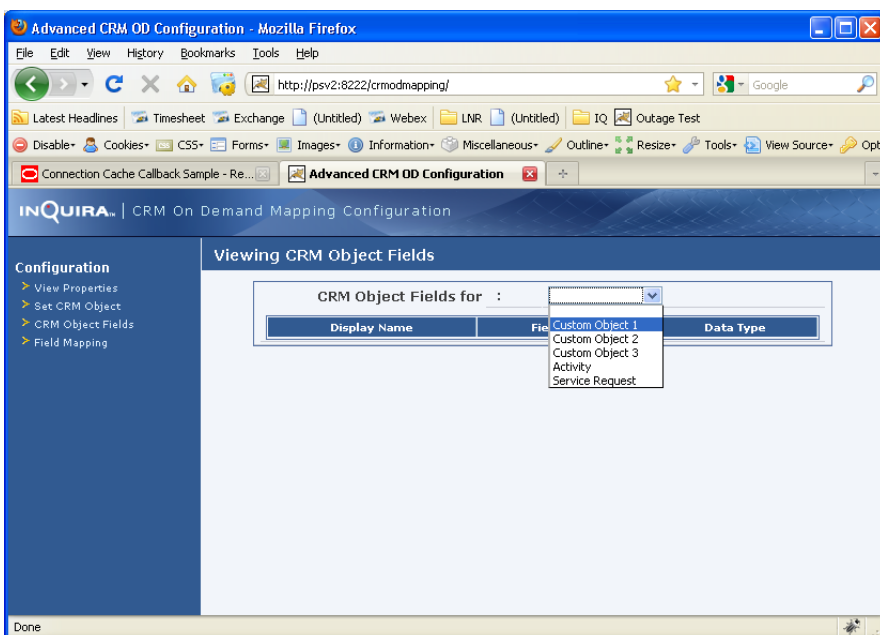 Advanced CRM OD Configuration - Mozilla Firefox
File Edit View History Bookmarks Tools Help
http://psv2:8222/crmodmapping/ Google
Latest Headlines Timesheet Exchange (Untitled) Webex LNR (Untitled) IQ Outage Test
Disable Cookies CSS Forms Images Information Miscellaneous Outline Resize Tools View Source Opt
Connection Cache Callback Sample - Re... Advanced CRM OD Configuration
INQUIRA | CRM On Demand Mapping Configuration
Configuration
View Properties
Set CRM Object
CRM Object Fields
Field Mapping
Viewing CRM Object Fields
CRM Object Fields for :
Display Name Fie Data Type
Custom Object 1
Custom Object 2
Custom Object 3
Activity
Service Request
Done